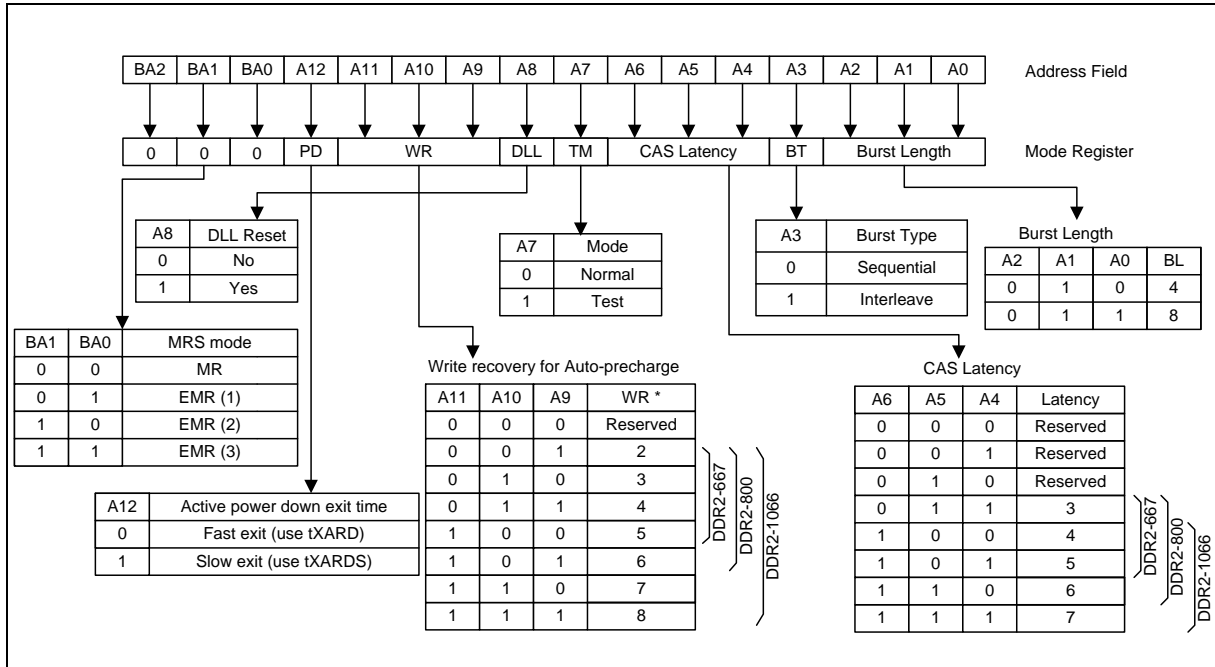 BA2 BA1 BA0 A12 A11 A10 A9 A8 A7 A6 A5 A4 A3 A2 A1 A0 Address Field
0 0 0 PD WR DLL TM CAS Latency BT Burst Length Mode Register
A8 DLL Reset
0 No
1 Yes
A7 Mode
0 Normal
1 Test
A3 Burst Type
0 Sequential
1 Interleave
Burst Length
A2 A1 A0 BL
0 1 0 4
0 1 1 8
BA1 BA0 MRS mode
0 0 MR
0 1 EMR (1)
1 0 EMR (2)
1 1 EMR (3)
A12 Active power down exit time
0 Fast exit (use tXARD)
1 Slow exit (use tXARDS)
Write recovery for Auto-precharge
A11 A10 A9 WR *
0 0 0 Reserved
0 0 1 2
0 1 0 3
0 1 1 4
1 0 0 5
1 0 1 6
1 1 0 7
1 1 1 8
DDR2-667
DDR2-800
DDR2-1066
CAS Latency
A6 A5 A4 Latency
0 0 0 Reserved
0 0 1 Reserved
0 1 0 Reserved
0 1 1 3
1 0 0 4
1 0 1 5
1 1 0 6
1 1 1 7
DDR2-667
DDR2-800
DDR2-1066